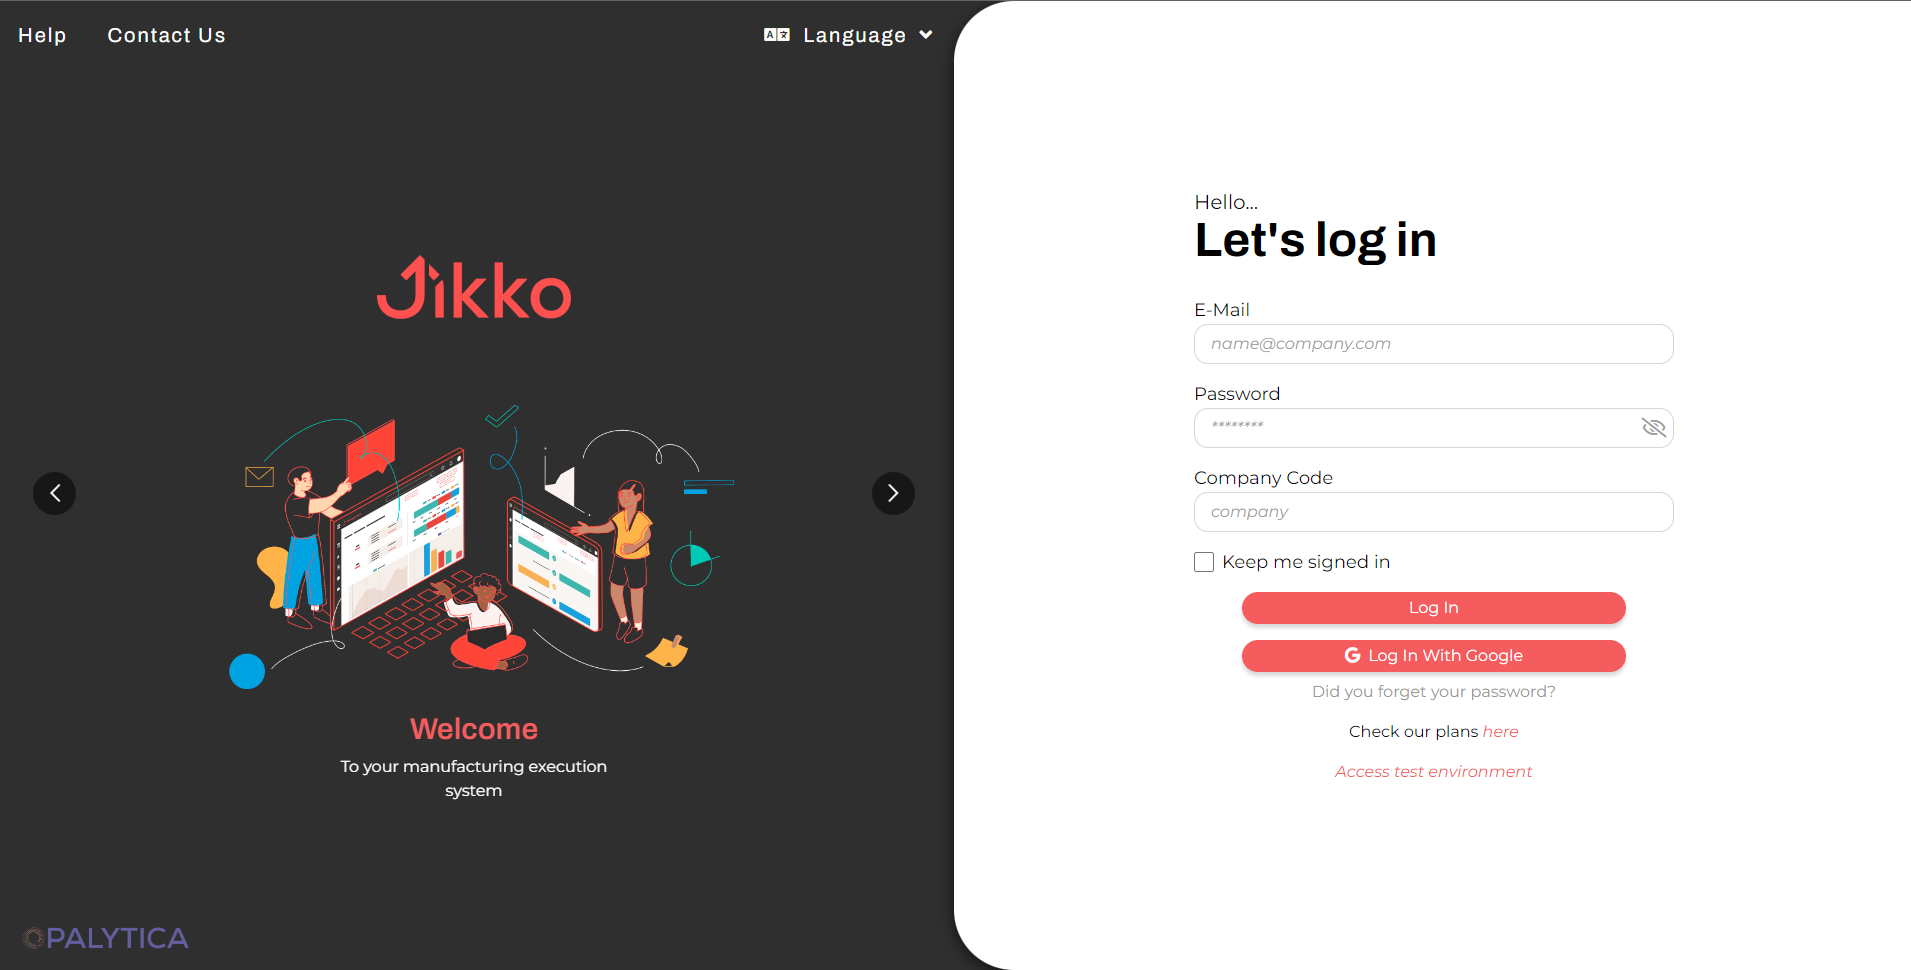 Help
Contact Us
Language
Jikko
Welcome
To your manufacturing execution
system
OPALYTICA
Hello...
Let's log in
E-Mail
name@company.com
Password
********
Company Code
company
Keep me signed in
Log In
G Log In With Google
Did you forget your password?
Check our plans here
Access test environment